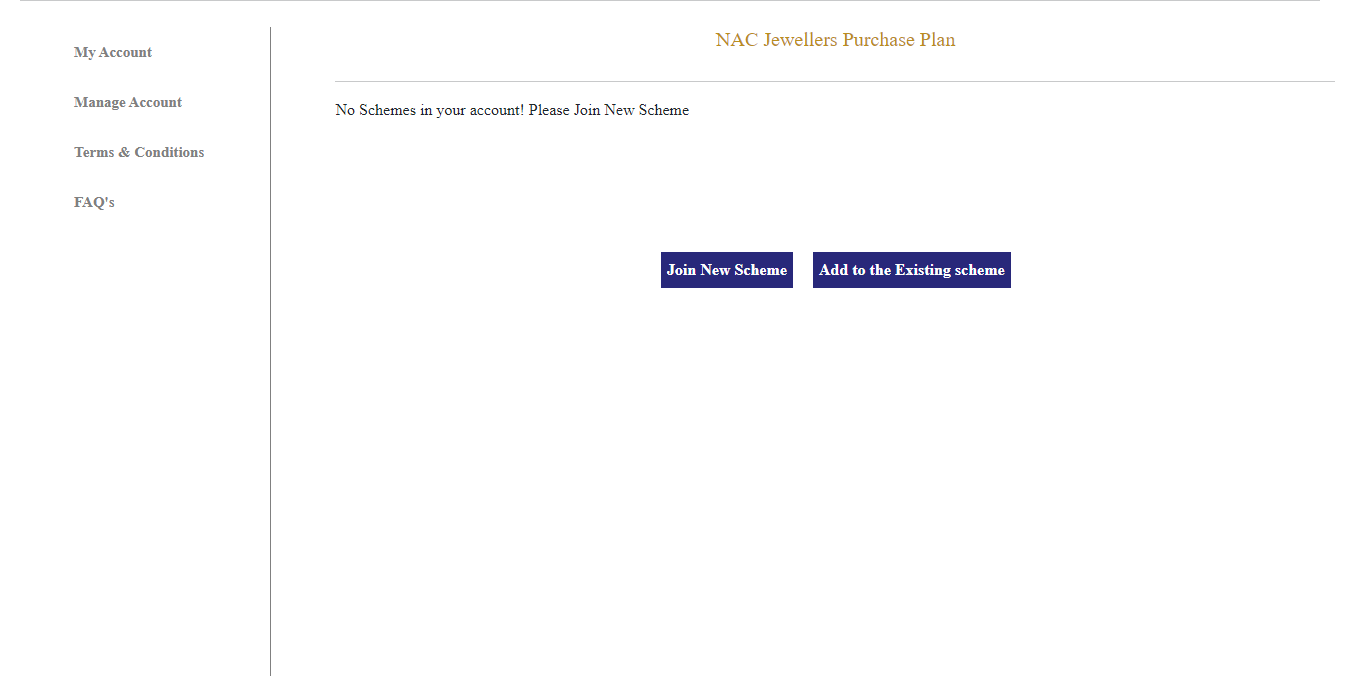 My Account
Manage Account
Terms & Conditions
FAQ's
NAC Jewellers Purchase Plan
No Schemes in your account! Please Join New Scheme
Join New Scheme
Add to the Existing scheme